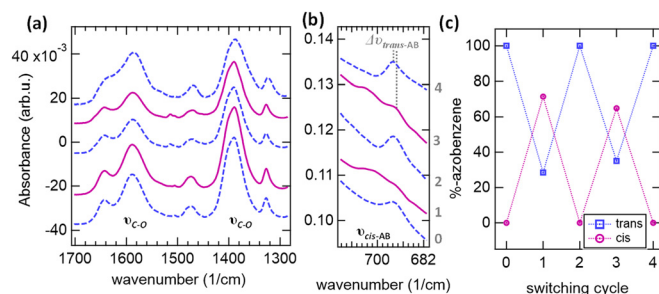 (a)
40 x10⁻³
20
0
-20
-40
Absorbance (arb.u.)
υC-O
υC-O
1700 1600 1500 1400 1300
wavenumber (1/cm)
(b)
Δυtrans-AB
0.14
0.13
0.12
0.11
0.10
4
3
2
1
0
υcis-AB
700 682
wavenumber (1/cm)
(c)
100
80
60
40
20
0
%-azobenzene
trans
cis
0 1 2 3 4
switching cycle